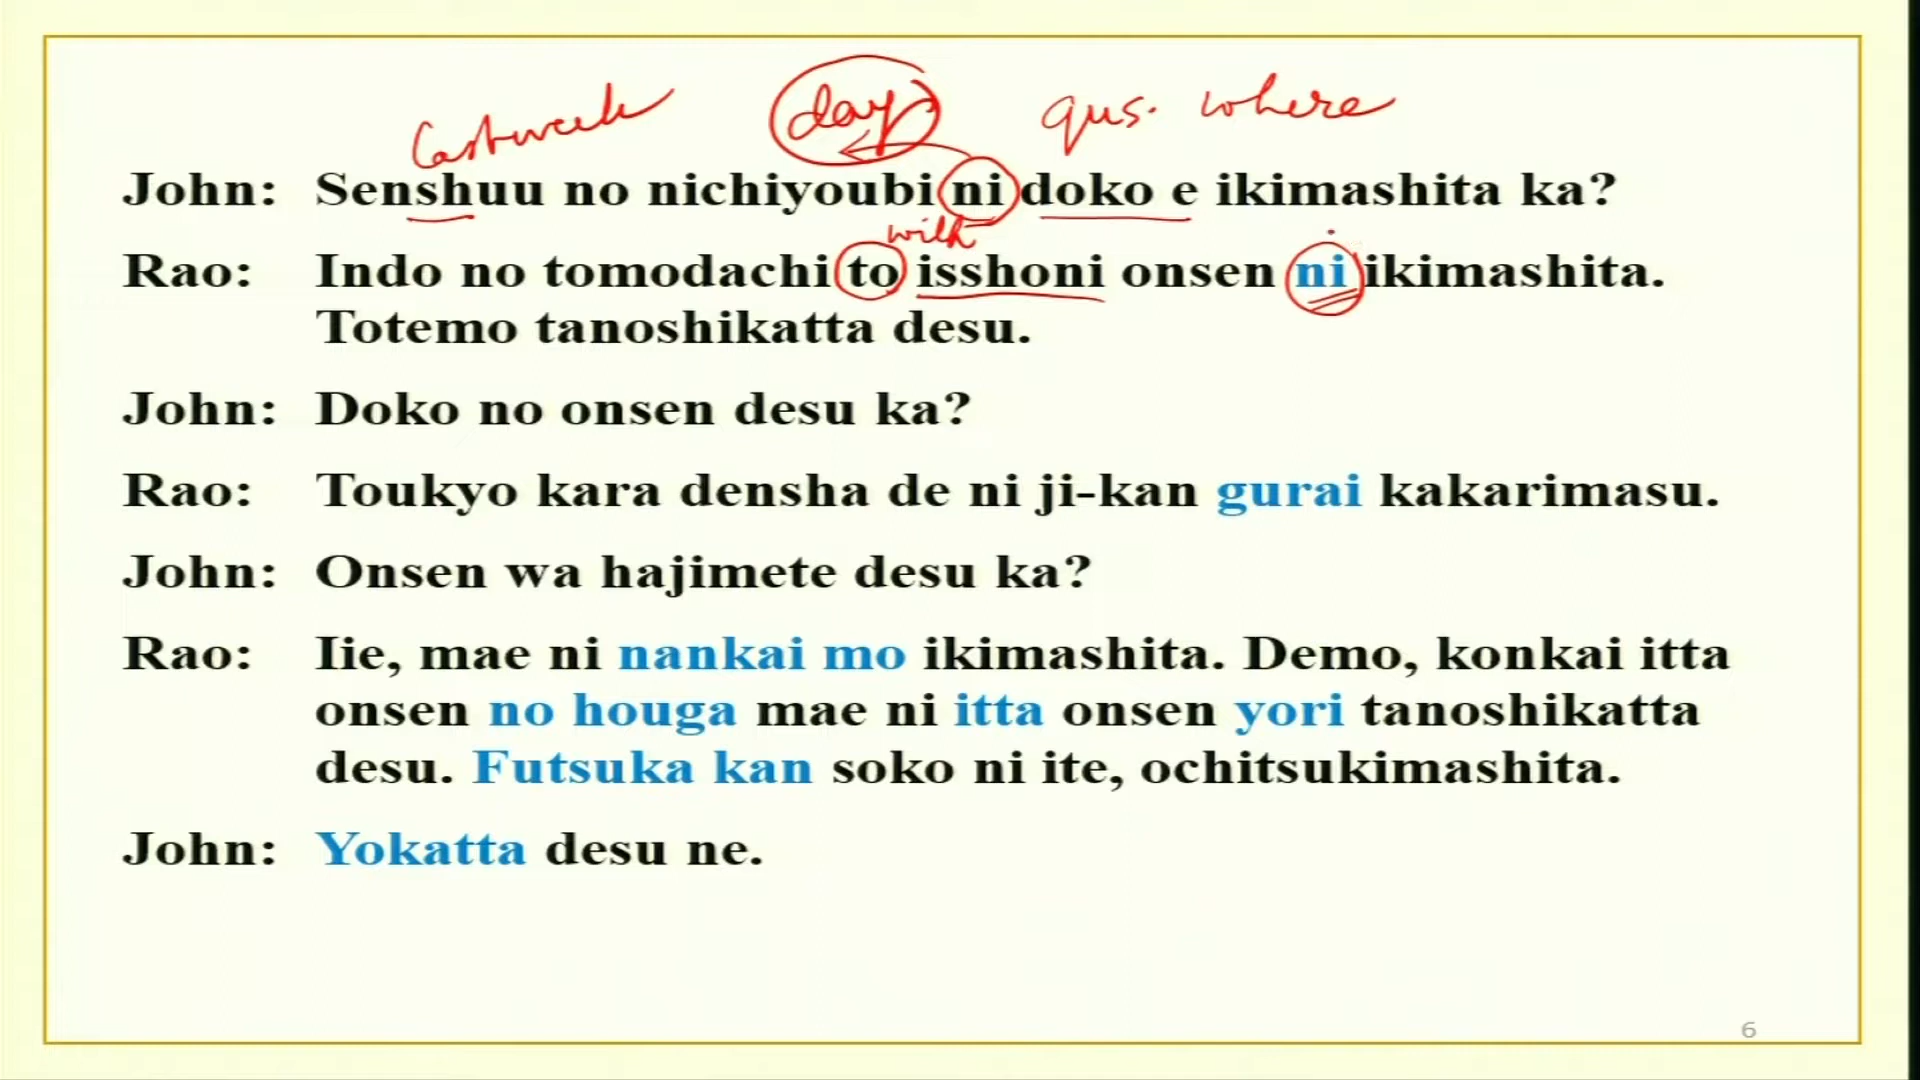 Last week day qus. where
John: Senshuu no nichiyoubi ni doko e ikimashita ka?
with
Rao: Indo no tomodachi to isshoni onsen ni ikimashita.
Totemo tanoshikatta desu.
John: Doko no onsen desu ka?
Rao: Toukyo kara densha de ni ji-kan gurai kakarimasu.
John: Onsen wa hajimete desu ka?
Rao: Iie, mae ni nankai mo ikimashita. Demo, konkai itta
onsen no houga mae ni itta onsen yori tanoshikatta
desu. Futsuka kan soko ni ite, ochitsukimashita.
John: Yokatta desu ne.
6